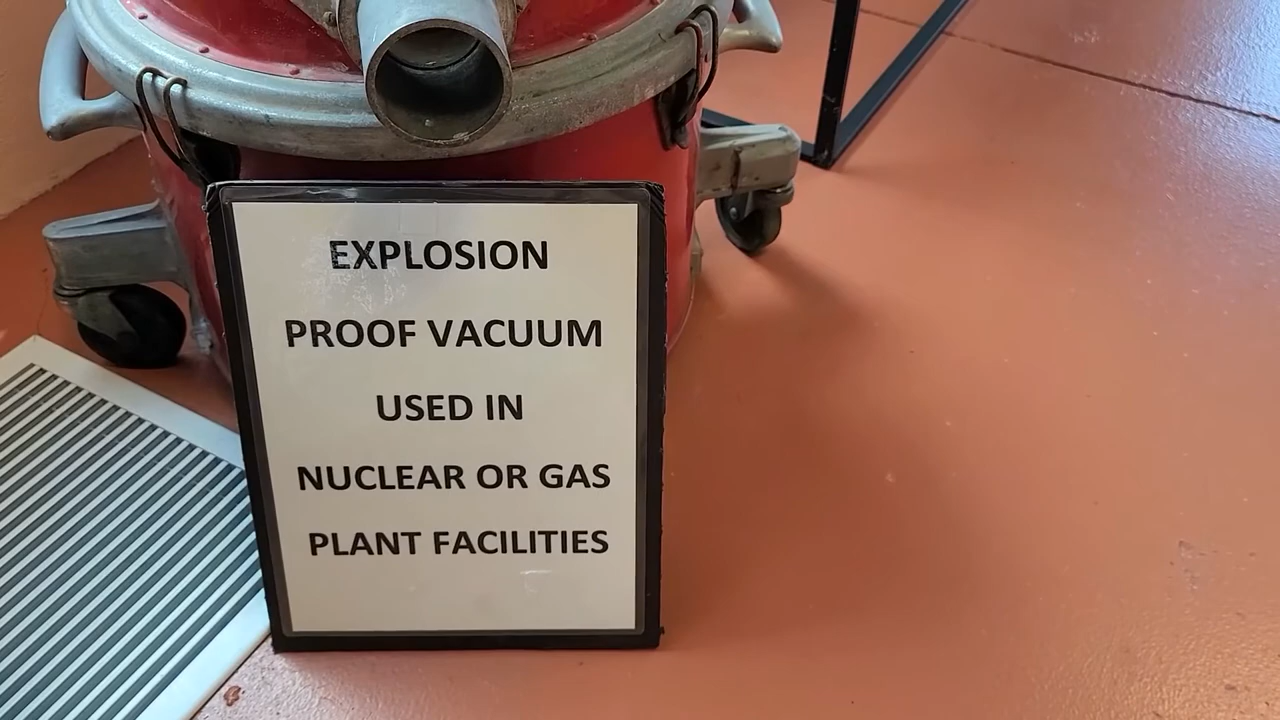 EXPLOSION
PROOF VACUUM
USED IN
NUCLEAR OR GAS
PLANT FACILITIES